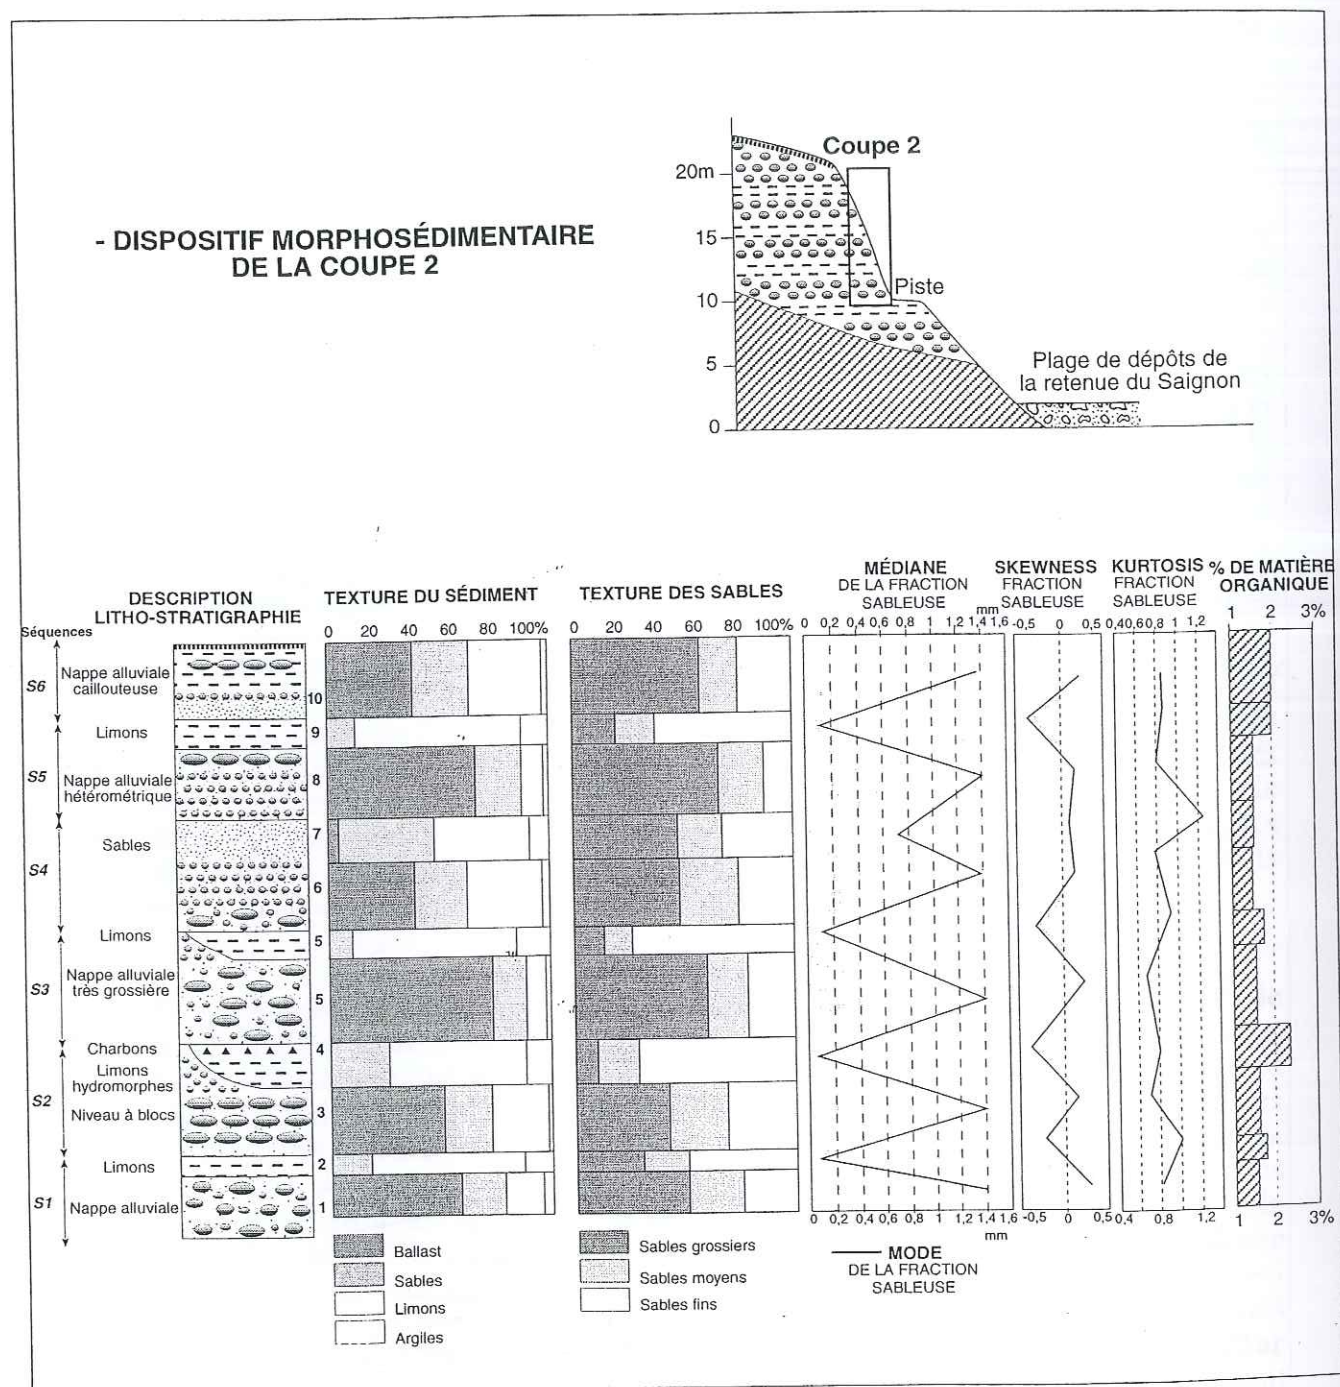 Coupe 2
20m
15
10
5
0
Piste
Plage de dépôts de
la retenue du Saignon
- DISPOSITIF MORPHOSÉDIMENTAIRE
DE LA COUPE 2
DESCRIPTION
LITHO-STRATIGRAPHIE
TEXTURE DU SÉDIMENT
TEXTURE DES SABLES
MÉDIANE
DE LA FRACTION
SABLEUSE
SKEWNESS
FRACTION
SABLEUSE
KURTOSIS
FRACTION
SABLEUSE
% DE MATIÈRE
ORGANIQUE
Séquences
0 20 40 60 80 100%
0 20 40 60 80 100%
mm
0 0,2 0,4 0,6 0,8 1 1,2 1,4 1,6
-0,5 0 0,5
0,4 0,6 0,8 1 1,2
1 2 3%
S6
Nappe alluviale
caillouteuse
10
Limons
9
S5
Nappe alluviale
hétérométrique
8
Sables
7
S4
6
Limons
5
S3
Nappe alluviale
très grossière
5
Charbons
4
Limons
hydromorphes
S2
Niveau à blocs
3
Limons
2
S1
Nappe alluviale
1
0 0,2 0,4 0,6 0,8 1 1,2 1,4 1,6
mm
-0,5 0 0,5
0,4 0,8 1,2
1 2 3%
Ballast
Sables
Limons
Argiles
Sables grossiers
Sables moyens
Sables fins
MODE
DE LA FRACTION
SABLEUSE